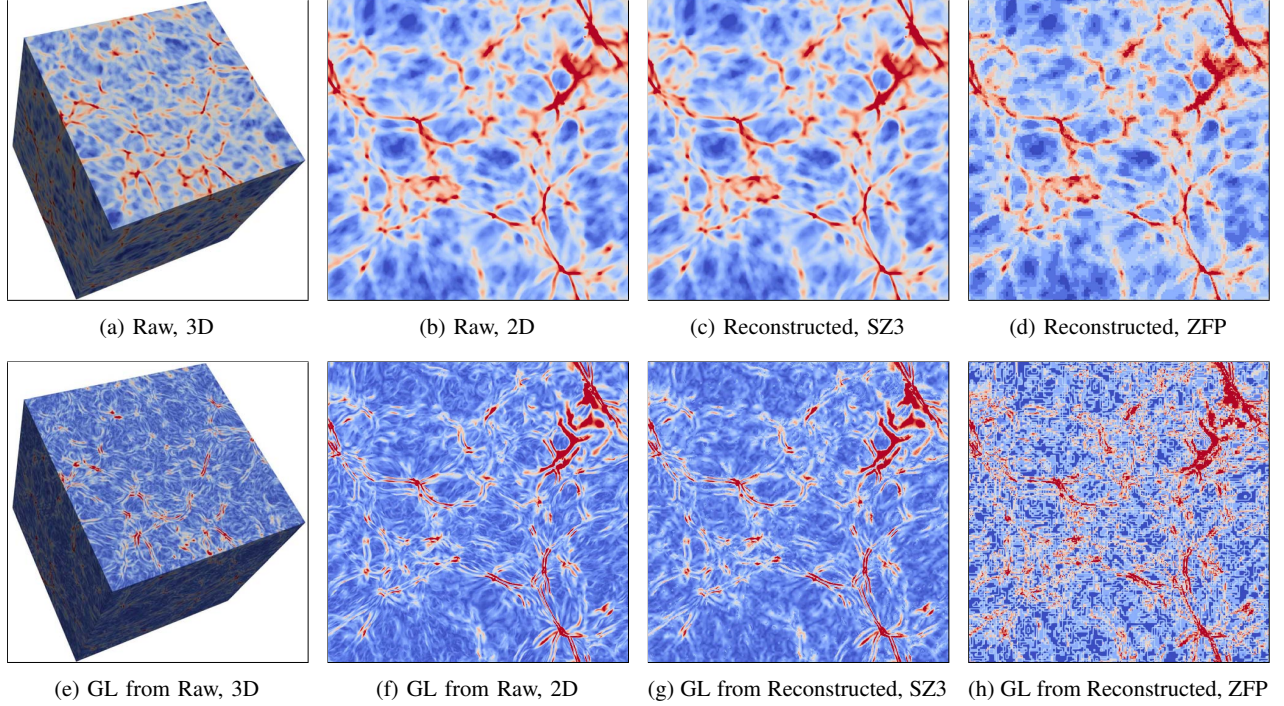 (a) Raw, 3D
(b) Raw, 2D
(c) Reconstructed, SZ3
(d) Reconstructed, ZFP
(e) GL from Raw, 3D
(f) GL from Raw, 2D
(g) GL from Reconstructed, SZ3
(h) GL from Reconstructed, ZFP